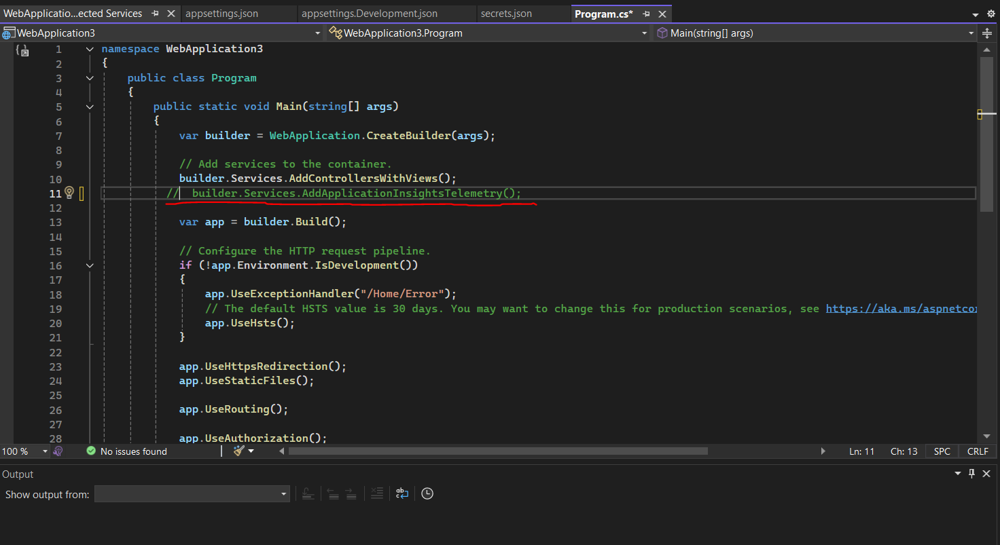 WebApplicatio...ected Services appsettings.json appsettings.Development.json secrets.json Program.cs*
WebApplication3 WebApplication3.Program Main(string[] args)
1 namespace WebApplication3
2 {
3 public class Program
4 {
5 public static void Main(string[] args)
6 {
7 var builder = WebApplication.CreateBuilder(args);
8
9 // Add services to the container.
10 builder.Services.AddControllersWithViews();
11 // builder.Services.AddApplicationInsightsTelemetry();
12
13 var app = builder.Build();
14
15 // Configure the HTTP request pipeline.
16 if (!app.Environment.IsDevelopment())
17 {
18 app.UseExceptionHandler("/Home/Error");
19 // The default HSTS value is 30 days. You may want to change this for production scenarios, see https://aka.ms/aspnetcor
20 app.UseHsts();
21 }
22
23 app.UseHttpsRedirection();
24 app.UseStaticFiles();
25
26 app.UseRouting();
27
28 app.UseAuthorization();
100 % No issues found Ln: 11 Ch: 13 SPC CRLF
Output
Show output from: